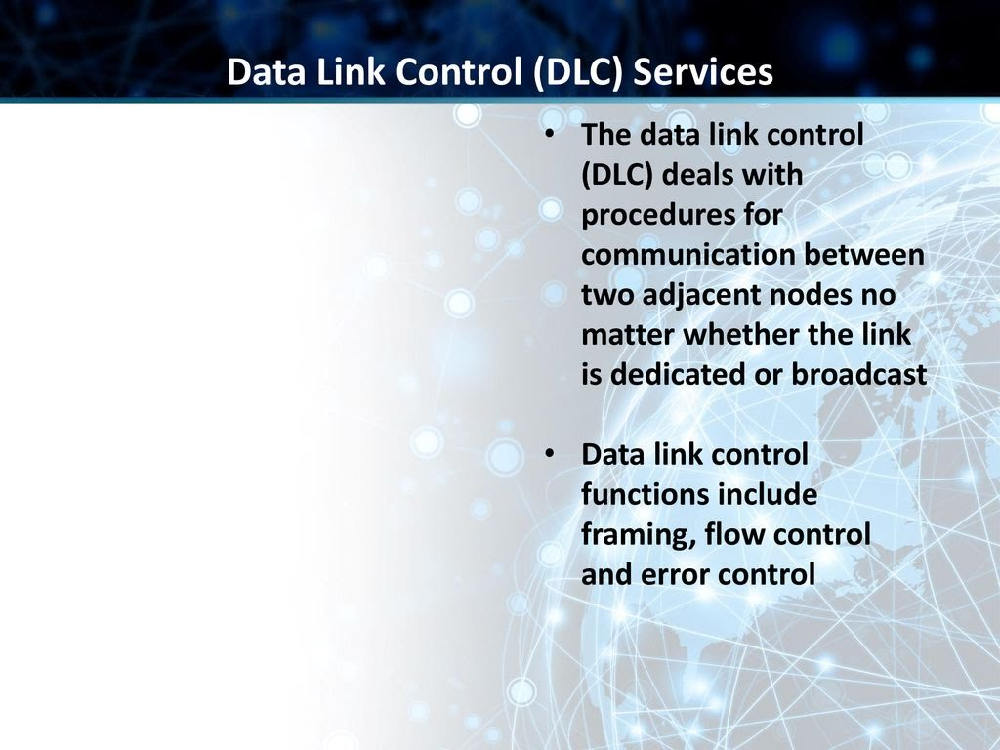 Data Link Control (DLC) Services
• The data link control
(DLC) deals with
procedures for
communication between
two adjacent nodes no
matter whether the link
is dedicated or broadcast
• Data link control
functions include
framing, flow control
and error control